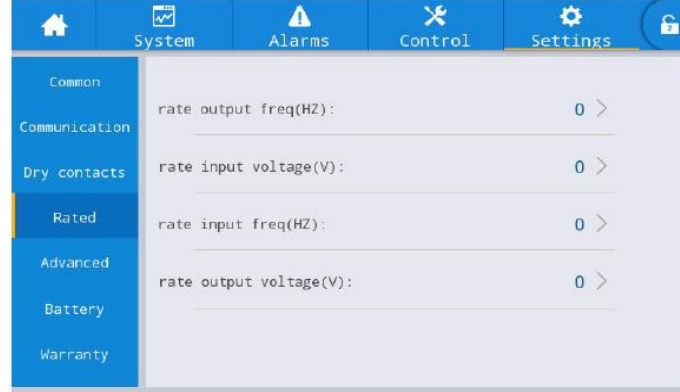 System Alarms Control Settings
Common
Communication
Dry contacts
Rated
Advanced
Battery
Warranty
rate output freq(HZ): 0
rate input voltage(V): 0
rate input freq(HZ): 0
rate output voltage(V): 0